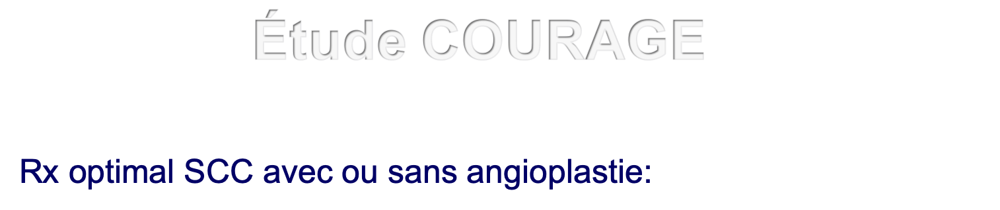 Étude COURAGE
Rx optimal SCC avec ou sans angioplastie: